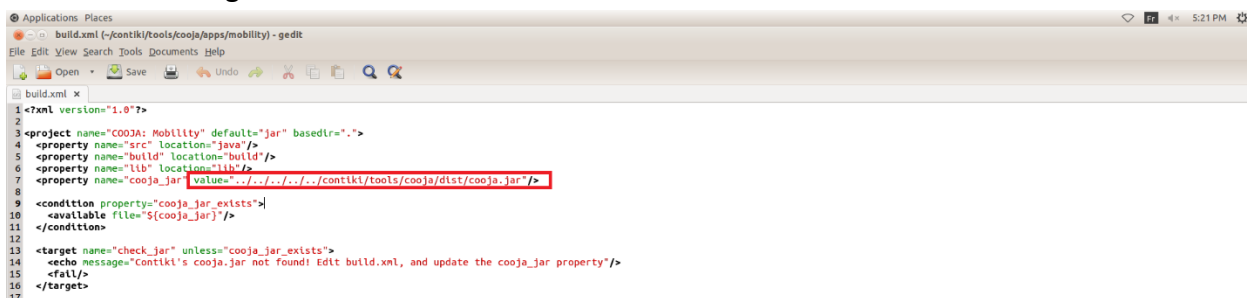 Applications Places
Fr 5:21 PM
build.xml (~/contiki/tools/cooja/apps/mobility) - gedit
File Edit View Search Tools Documents Help
Open Save Undo
build.xml x
1 <?xml version="1.0"?>
2
3 <project name="COOJA: Mobility" default="jar" basedir=".">
4 <property name="src" location="java"/>
5 <property name="build" location="build"/>
6 <property name="lib" location="lib"/>
7 <property name="cooja_jar" value="../../../../../contiki/tools/cooja/dist/cooja.jar"/>
8
9 <condition property="cooja_jar_exists">
10 <available file="${cooja_jar}"/>
11 </condition>
12
13 <target name="check_jar" unless="cooja_jar_exists">
14 <echo message="Contiki's cooja.jar not found! Edit build.xml, and update the cooja_jar property"/>
15 <fail/>
16 </target>
17